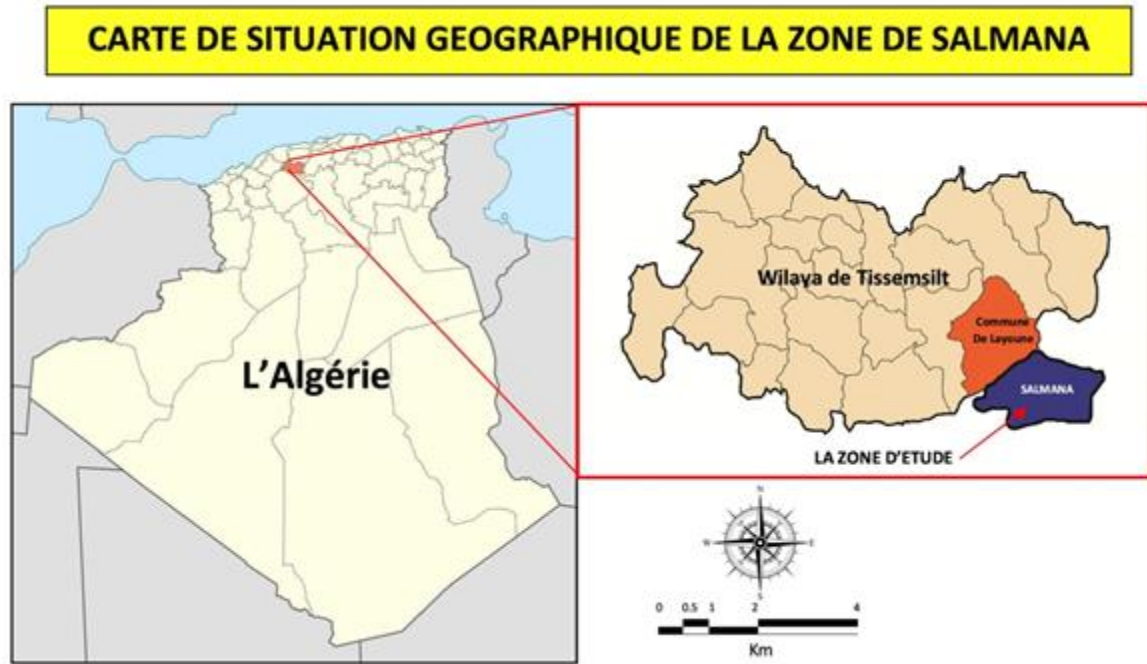 CARTE DE SITUATION GEOGRAPHIQUE DE LA ZONE DE SALMANA
L'Algérie
Wilaya de Tissemsilt
Commune
De Layoune
SALMANA
LA ZONE D'ETUDE
N
W
E
S
0 0.5 1 2 4
Km